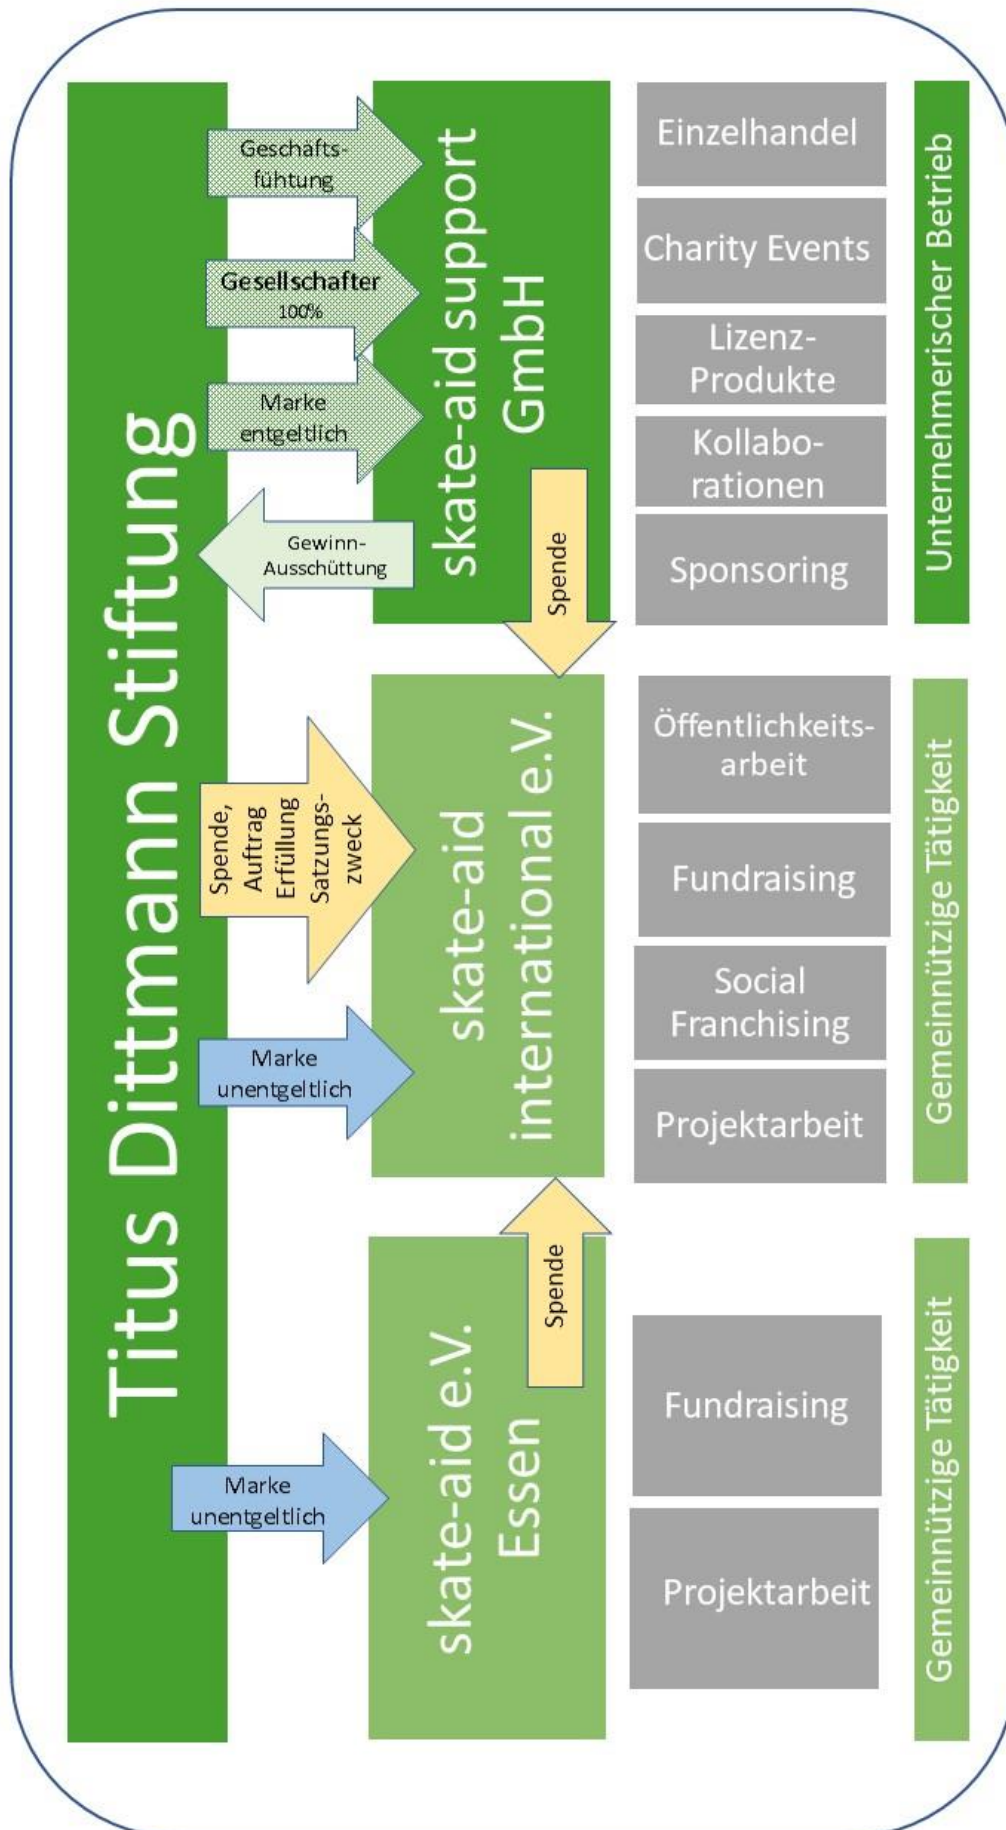 Titus Dittmann Stiftung
Geschäfts-
fühtung
Gesellschafter
100%
Marke
entgeltlich
Gewinn-
Ausschüttung
skate-aid support
GmbH
Spende
Einzelhandel
Charity Events
Lizenz-
Produkte
Kollabo-
rationen
Sponsoring
Unternehmerischer Betrieb
Spende,
Auftrag
Erfüllung
Satzungs-
zweck
Marke
unentgeltlich
skate-aid
international e.V.
Öffentlichkeits-
arbeit
Fundraising
Social
Franchising
Projektarbeit
Gemeinnützige Tätigkeit
Marke
unentgeltlich
skate-aid e.V.
Essen
Spende
Fundraising
Projektarbeit
Gemeinnützige Tätigkeit